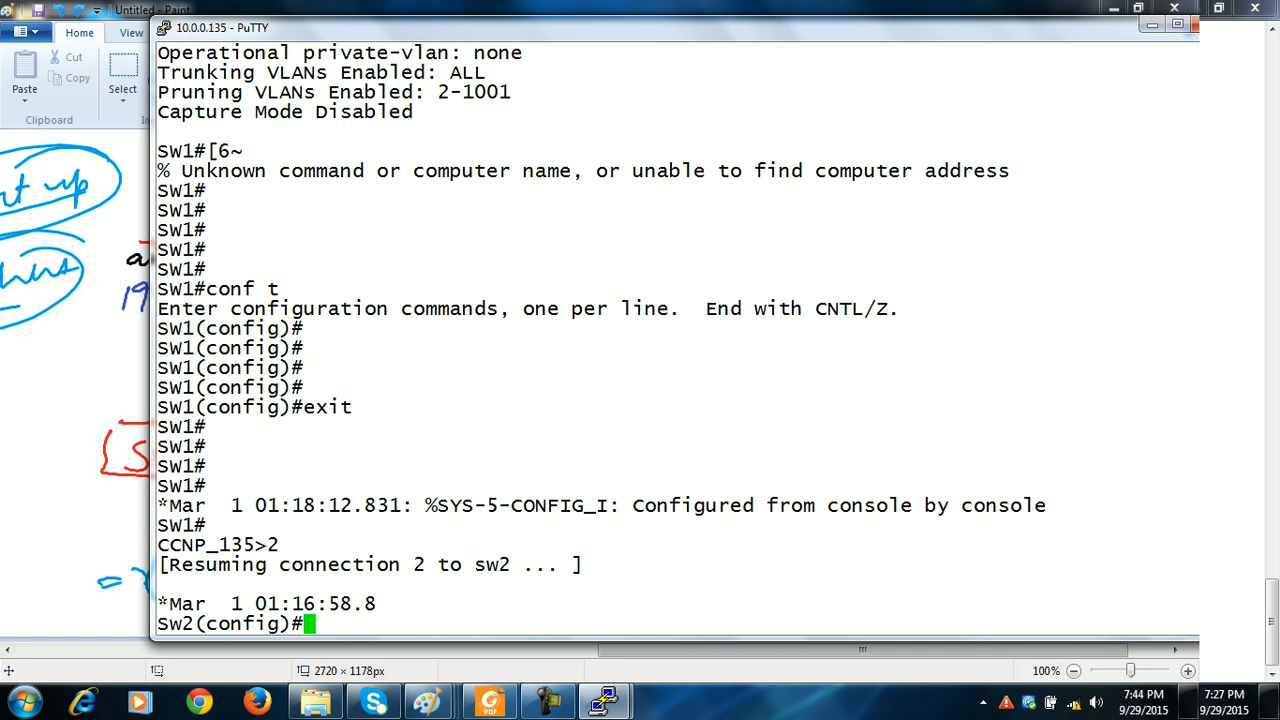 Untitled - Paint
Home
View
Paste
Cut
Copy
Select
Clipboard
10.0.0.135 - PuTTY
Operational private-vlan: none
Trunking VLANs Enabled: ALL
Pruning VLANs Enabled: 2-1001
Capture Mode Disabled
SW1#[6~
% Unknown command or computer name, or unable to find computer address
SW1#
SW1#
SW1#
SW1#
SW1#
SW1#conf t
Enter configuration commands, one per line.  End with CNTL/Z.
SW1(config)#
SW1(config)#
SW1(config)#
SW1(config)#
SW1(config)#exit
SW1#
SW1#
SW1#
SW1#
*Mar  1 01:18:12.831: %SYS-5-CONFIG_I: Configured from console by console
SW1#
CCNP_135>2
[Resuming connection 2 to sw2 ... ]
*Mar  1 01:16:58.8
SW2(config)#
2720 × 1178px
100%
7:44 PM
9/29/2015
7:27 PM
9/29/2015
PDF